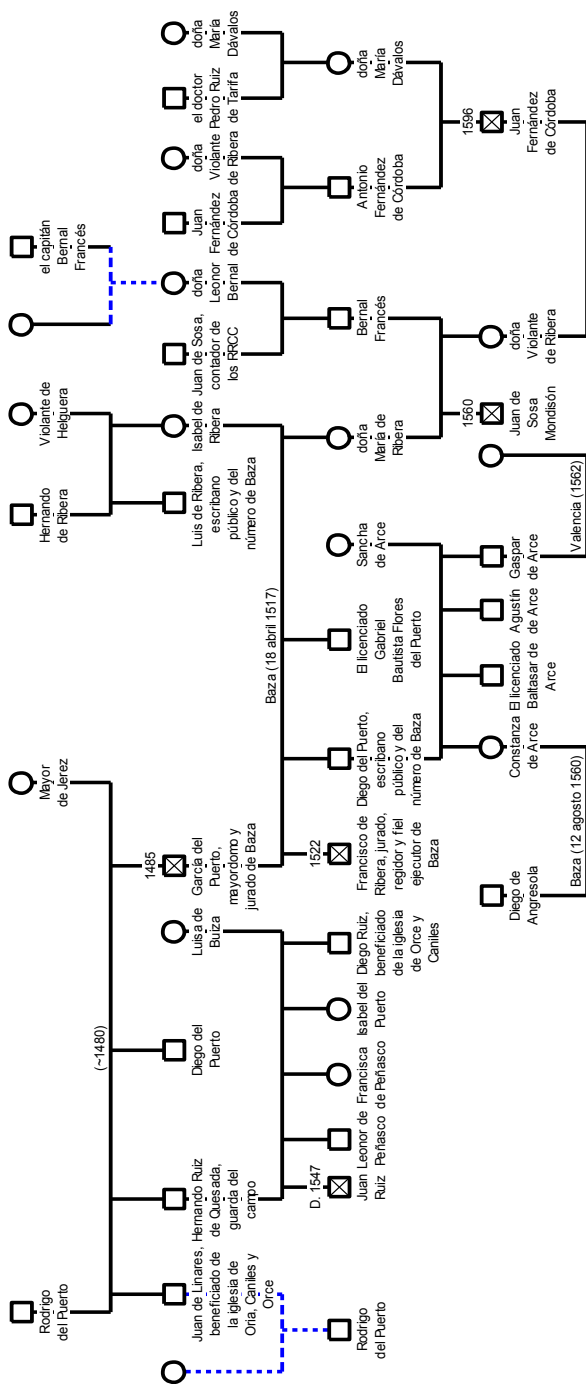 Rodrigo
del Puerto
Mayor
de Jerez
Hernando
de Ribera
Violante de
Helguera
el capitán
Bernal
Francés
(~1480)
1485
Juan de Linares,
beneficiado de
la iglesia de
Oria, Caniles y
Orce
Hernando Ruiz
de Quesada,
guarda del
campo
Diego del
Puerto
Luisa de
Buiza
García del
Puerto,
mayordomo y
jurado de Baza
Luis de Ribera,
escribano
público y del
número de Baza
Isabel de
Ribera
Juan de Sosa,
contador de
los RRCC
doña
Leonor
Bernal
Juan
Fernández
de Córdoba
doña
Violante
de Ribera
el doctor
Pedro Ruiz
de Tarifa
doña
María
Dávalos
Baza (18 abril 1517)
Rodrigo
del Puerto
D. 1547
Juan
Ruiz
Leonor de
Peñasco
Francisca
de Peñasco
Isabel del
Puerto
Diego Ruiz,
beneficiado
de la iglesia
de Orce y
Caniles
1522
Francisco de
Ribera, jurado,
regidor y fiel
ejecutor de
Baza
Diego del Puerto,
escribano
público y del
número de Baza
El licenciado
Gabriel
Bautista Flores
del Puerto
Sancha
de Arce
doña
María de
Ribera
Bernal
Francés
Antonio
Fernández
de Córdoba
doña
María
Dávalos
Diego de
Angresola
Constanza
de Arce
El licenciado
Baltasar de
Arce
Agustín
de Arce
Gaspar
de Arce
1560
Juan de
Sosa
Mondisón
doña
Violante
de Ribera
1596
Juan
Fernández
de Córdoba
Baza (12 agosto 1560)
Valencia (1562)